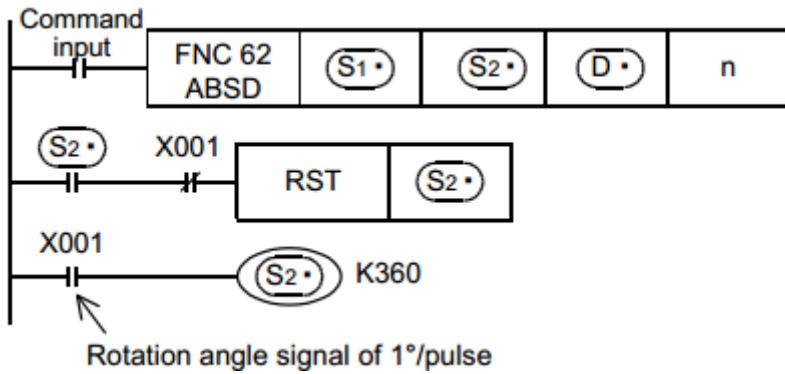 Command
input
FNC 62
ABSD
S1・
S2・
D・
n
S2・
X001
RST
S2・
X001
S2・
K360
Rotation angle signal of 1°/pulse